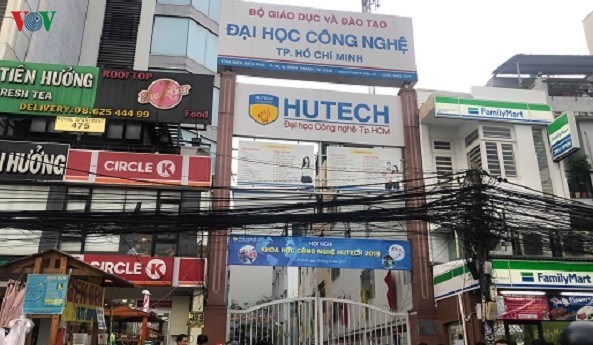 VOV
BỘ GIÁO DỤC VÀ ĐÀO TẠO
ĐẠI HỌC CÔNG NGHỆ
TP. HỒ CHÍ MINH
HUTECH
Đại học Công nghệ Tp.HCM
HỘI NGHỊ
KHOA HỌC CÔNG NGHỆ HUTECH 2019
TIÊN HƯỞNG
FRESH TEA
ROOFTOP
Food
DELIVERY: 08.625 444 99
475
HƯỞNG
CIRCLE K
CIRCLE K
FamilyMart
FamilyMart